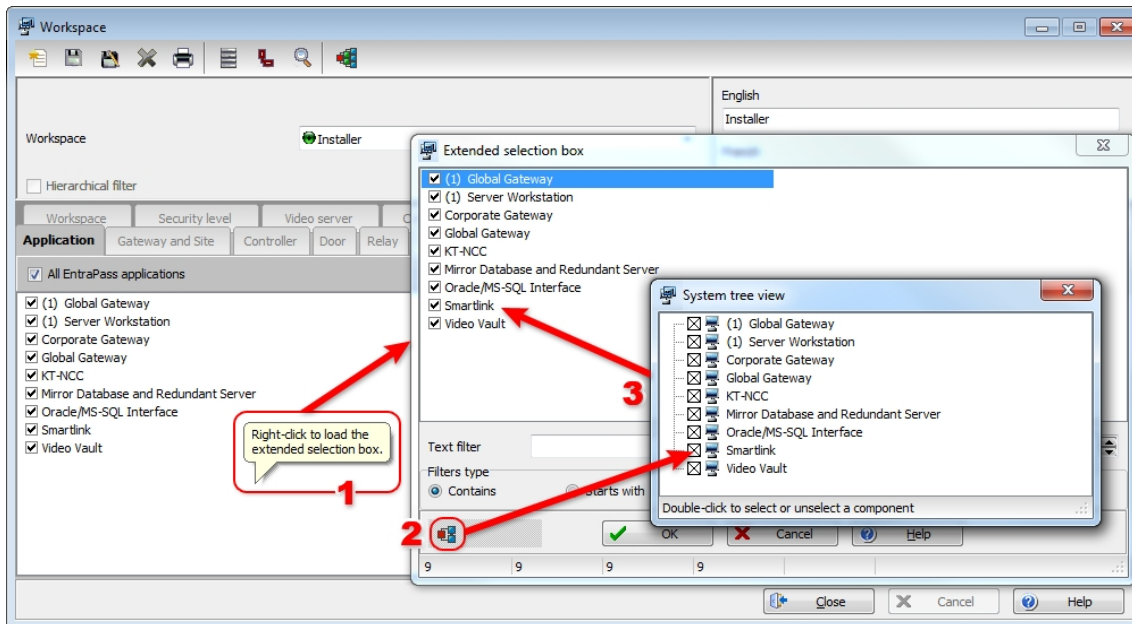 Workspace
English
Installer
Workspace
Installer
Hierarchical filter
Workspace
Security level
Video server
Application
Gateway and Site
Controller
Door
Relay
All EntraPass applications
(1) Global Gateway
(1) Server Workstation
Corporate Gateway
Global Gateway
KT-NCC
Mirror Database and Redundant Server
Oracle/MS-SQL Interface
Smartlink
Video Vault
Right-click to load the
extended selection box.
1
Extended selection box
(1) Global Gateway
(1) Server Workstation
Corporate Gateway
Global Gateway
KT-NCC
Mirror Database and Redundant Server
Oracle/MS-SQL Interface
Smartlink
Video Vault
3
Text filter
Filters type
Contains
Starts with
2
OK
Cancel
Help
9
9
9
9
System tree view
(1) Global Gateway
(1) Server Workstation
Corporate Gateway
Global Gateway
KT-NCC
Mirror Database and Redundant Server
Oracle/MS-SQL Interface
Smartlink
Video Vault
Double-click to select or unselect a component
Close
Cancel
Help